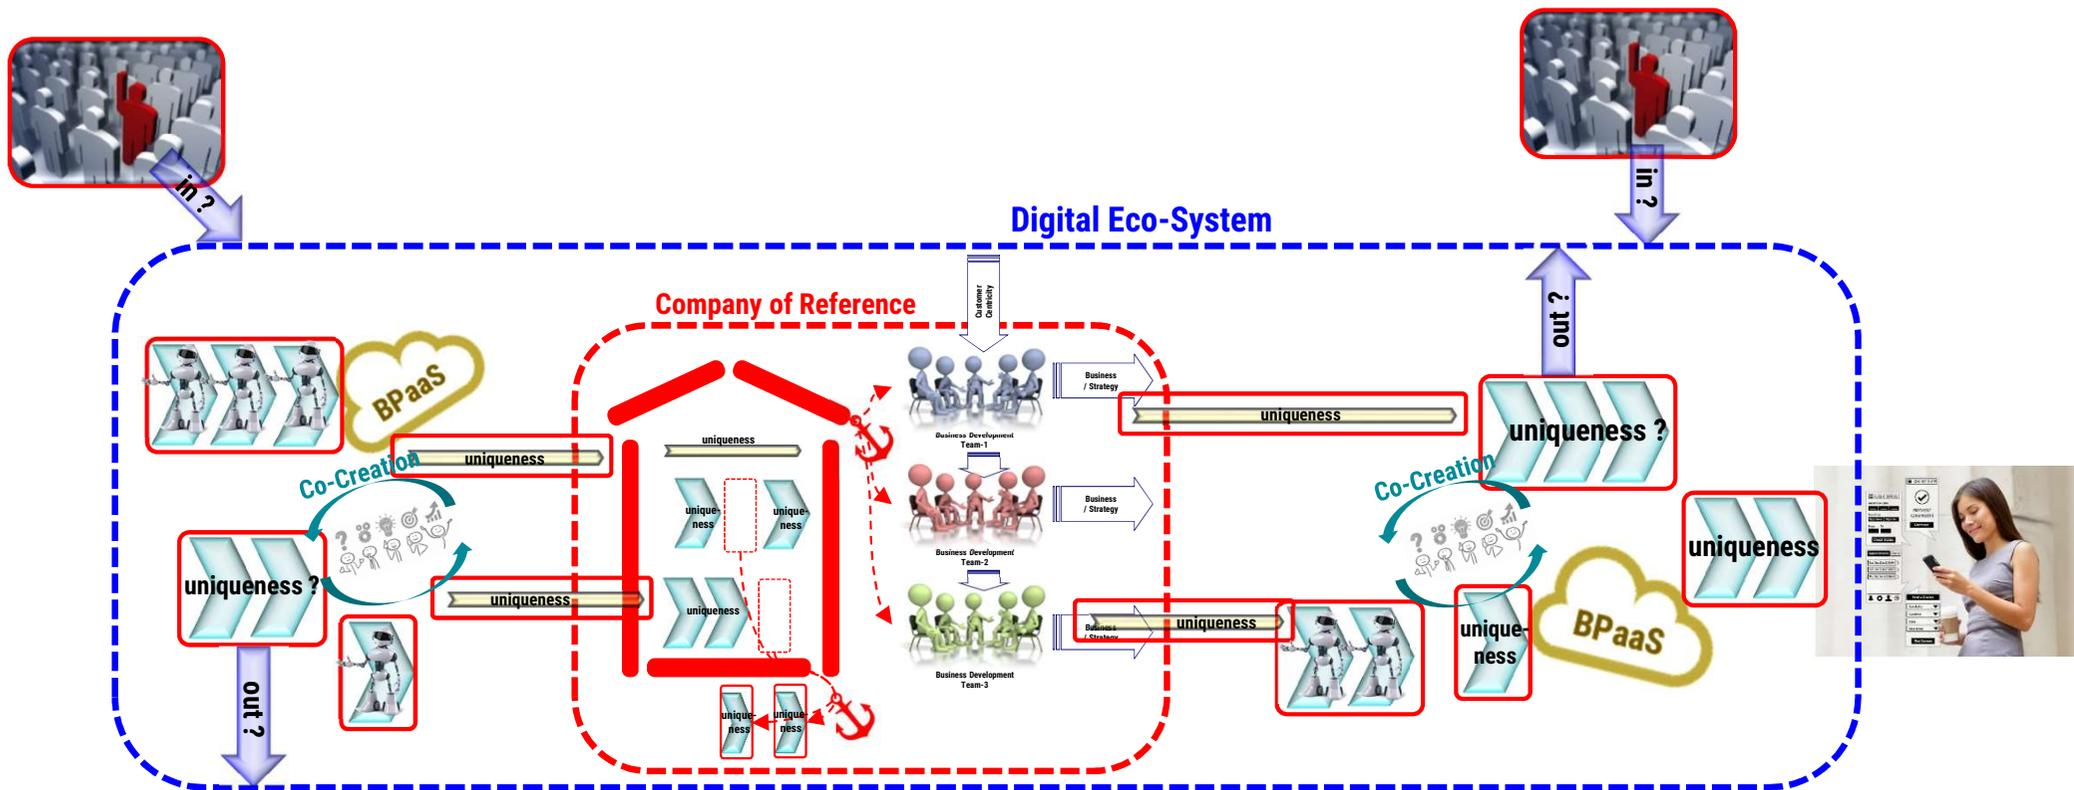 in ?
in ?
Digital Eco-System
Customer
Centricity
Company of Reference
out ?
BPaaS
Business
/ Strategy
uniqueness
uniqueness ?
Business Development
Team-1
uniqueness
uniqueness
Co-Creation
Co-Creation
unique-
ness
unique-
ness
Business
/ Strategy
uniqueness
Business Development
Team-2
uniqueness ?
uniqueness
uniqueness
Business
/ Strategy
uniqueness
unique-
ness
BPaaS
Business Development
Team-3
out ?
unique-
ness
unique-
ness